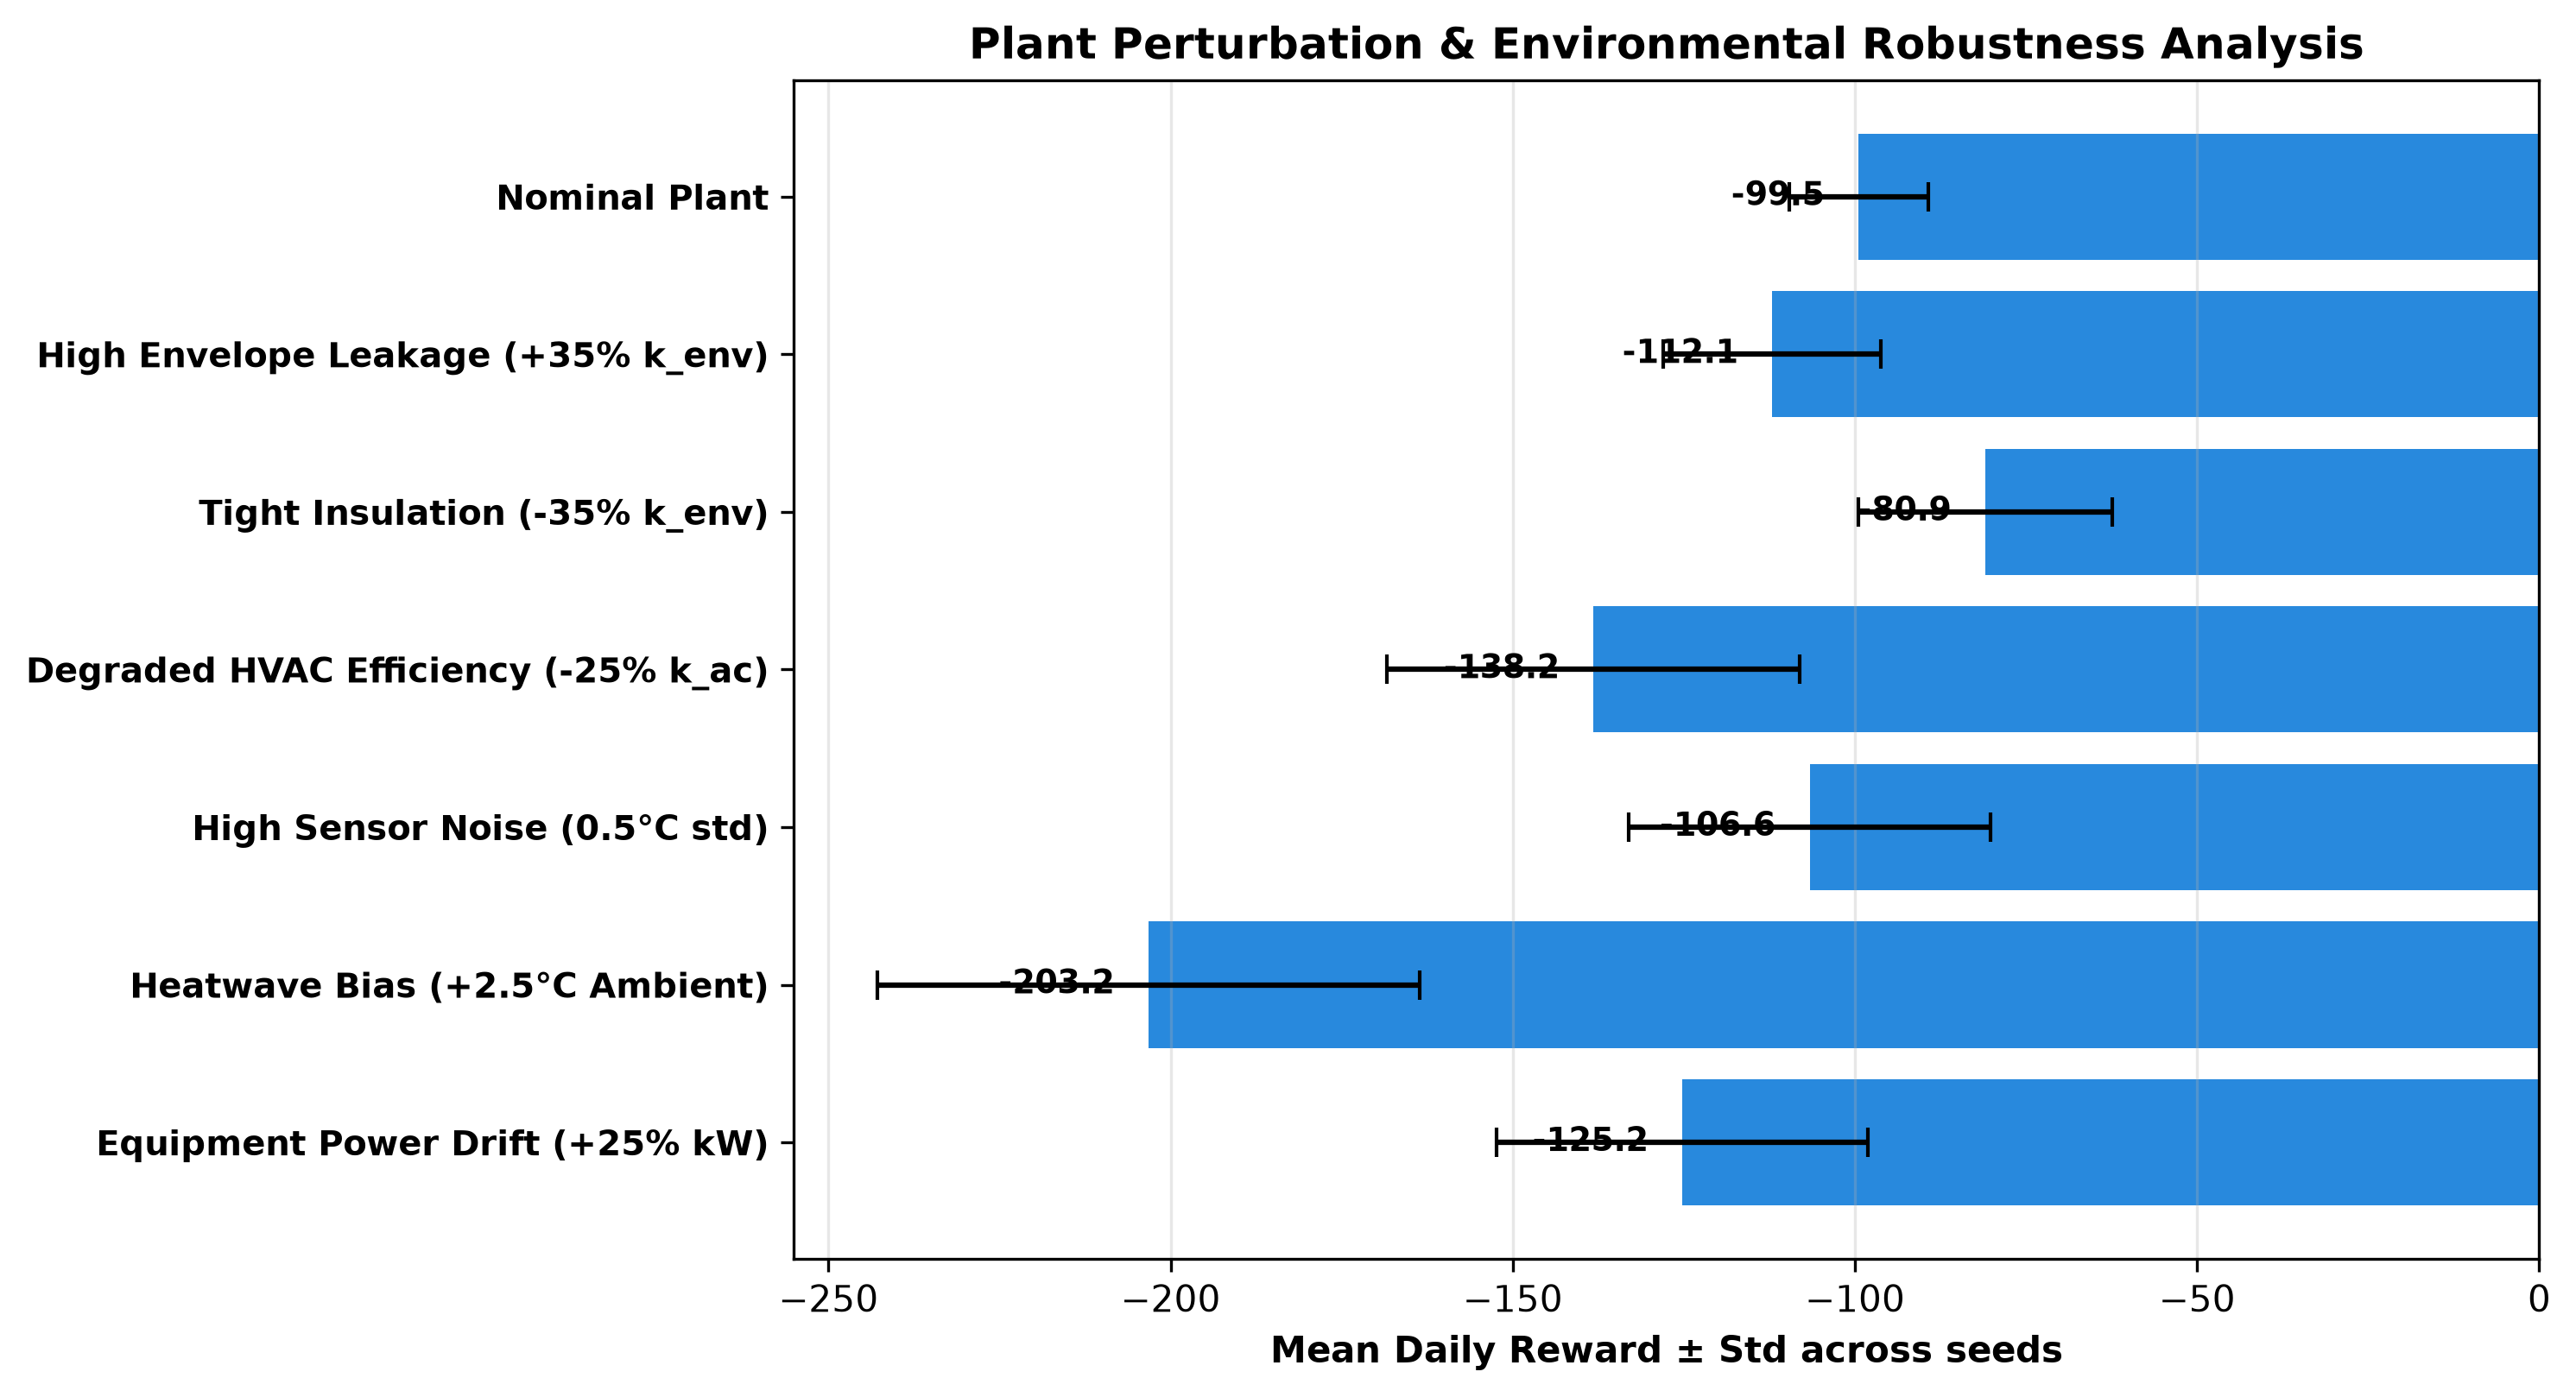 Plant Perturbation & Environmental Robustness Analysis
Nominal Plant
-99.5
High Envelope Leakage (+35% k_env)
-112.1
Tight Insulation (-35% k_env)
-80.9
Degraded HVAC Efficiency (-25% k_ac)
-138.2
High Sensor Noise (0.5°C std)
-106.6
Heatwave Bias (+2.5°C Ambient)
-203.2
Equipment Power Drift (+25% kW)
-125.2
−250 −200 −150 −100 −50 0
Mean Daily Reward ± Std across seeds